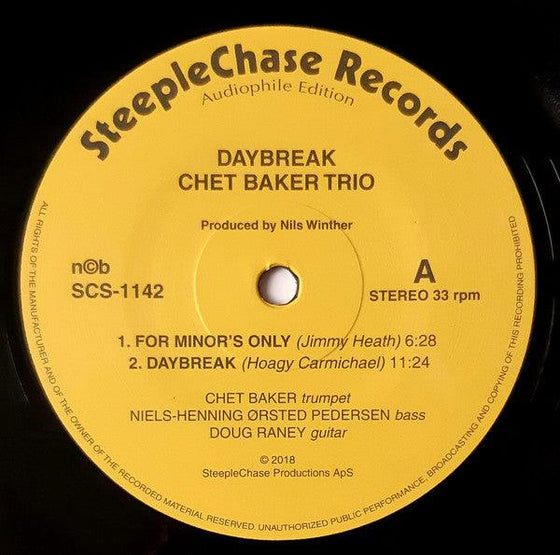 SteepleChase Records
Audiophile Edition
DAYBREAK
CHET BAKER TRIO
Produced by Nils Winther
n©b
SCS-1142
A
STEREO 33 rpm
1. FOR MINOR'S ONLY (Jimmy Heath) 6:28
2. DAYBREAK (Hoagy Carmichael) 11:24
CHET BAKER trumpet
NIELS-HENNING ØRSTED PEDERSEN bass
DOUG RANEY guitar
© 2018
SteepleChase Productions ApS
ALL RIGHTS OF THE MANUFACTURER AND OF THE OWNER OF THE RECORDED MATERIAL RESERVED. UNAUTHORIZED PUBLIC PERFORMANCE, BROADCASTING AND COPYING OF THIS RECORDING PROHIBITED